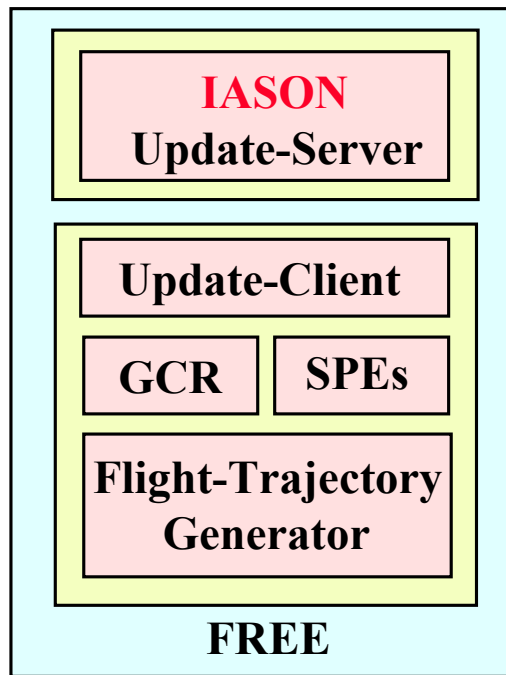 IASON
Update-Server
Update-Client
GCR
SPEs
Flight-Trajectory
Generator
FREE